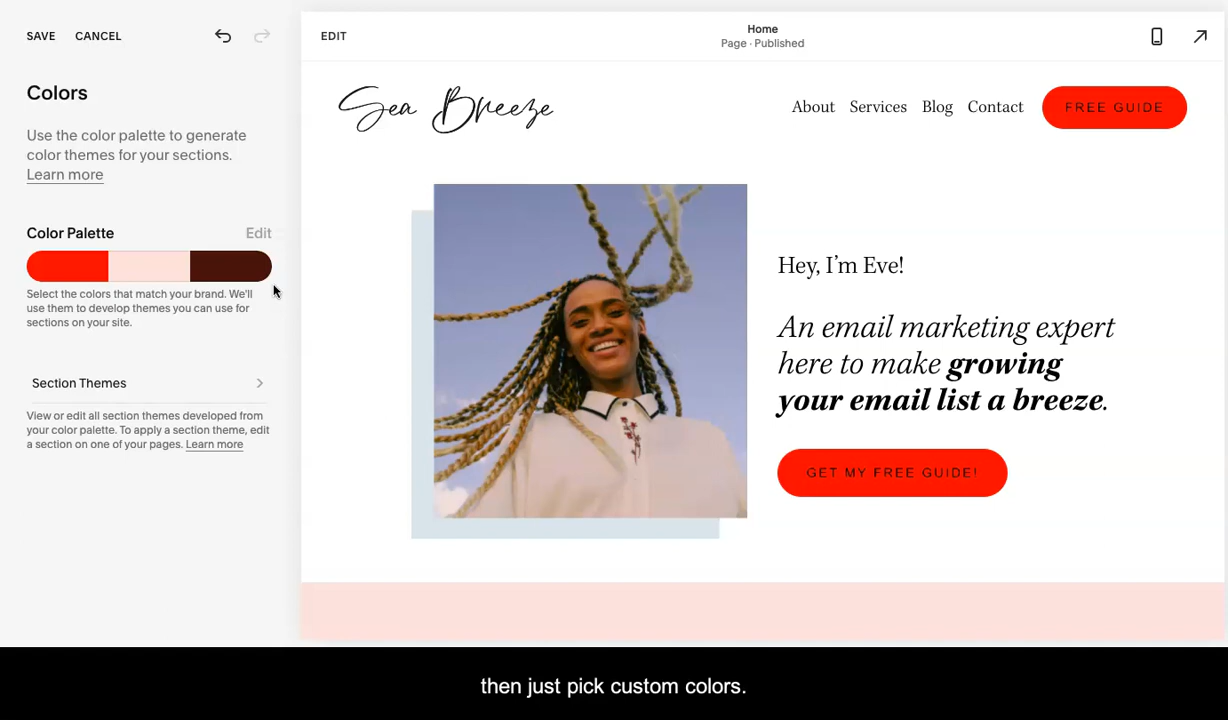 SAVE CANCEL
Colors
Use the color palette to generate
color themes for your sections.
Learn more
Color Palette Edit
Select the colors that match your brand. We'll
use them to develop themes you can use for
sections on your site.
Section Themes
View or edit all section themes developed from
your color palette. To apply a section theme, edit
a section on one of your pages. Learn more
EDIT
Home
Page · Published
Sea Breeze
About Services Blog Contact FREE GUIDE
Hey, I’m Eve!
An email marketing expert
here to make growing
your email list a breeze.
GET MY FREE GUIDE!
then just pick custom colors.